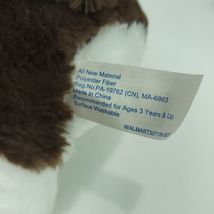 All New Material
Polyester Fiber
Reg.No.PA-19762 (CN), MA-6863
Made in China
Recommended for Ages 3 Years & Up
Surface Washable